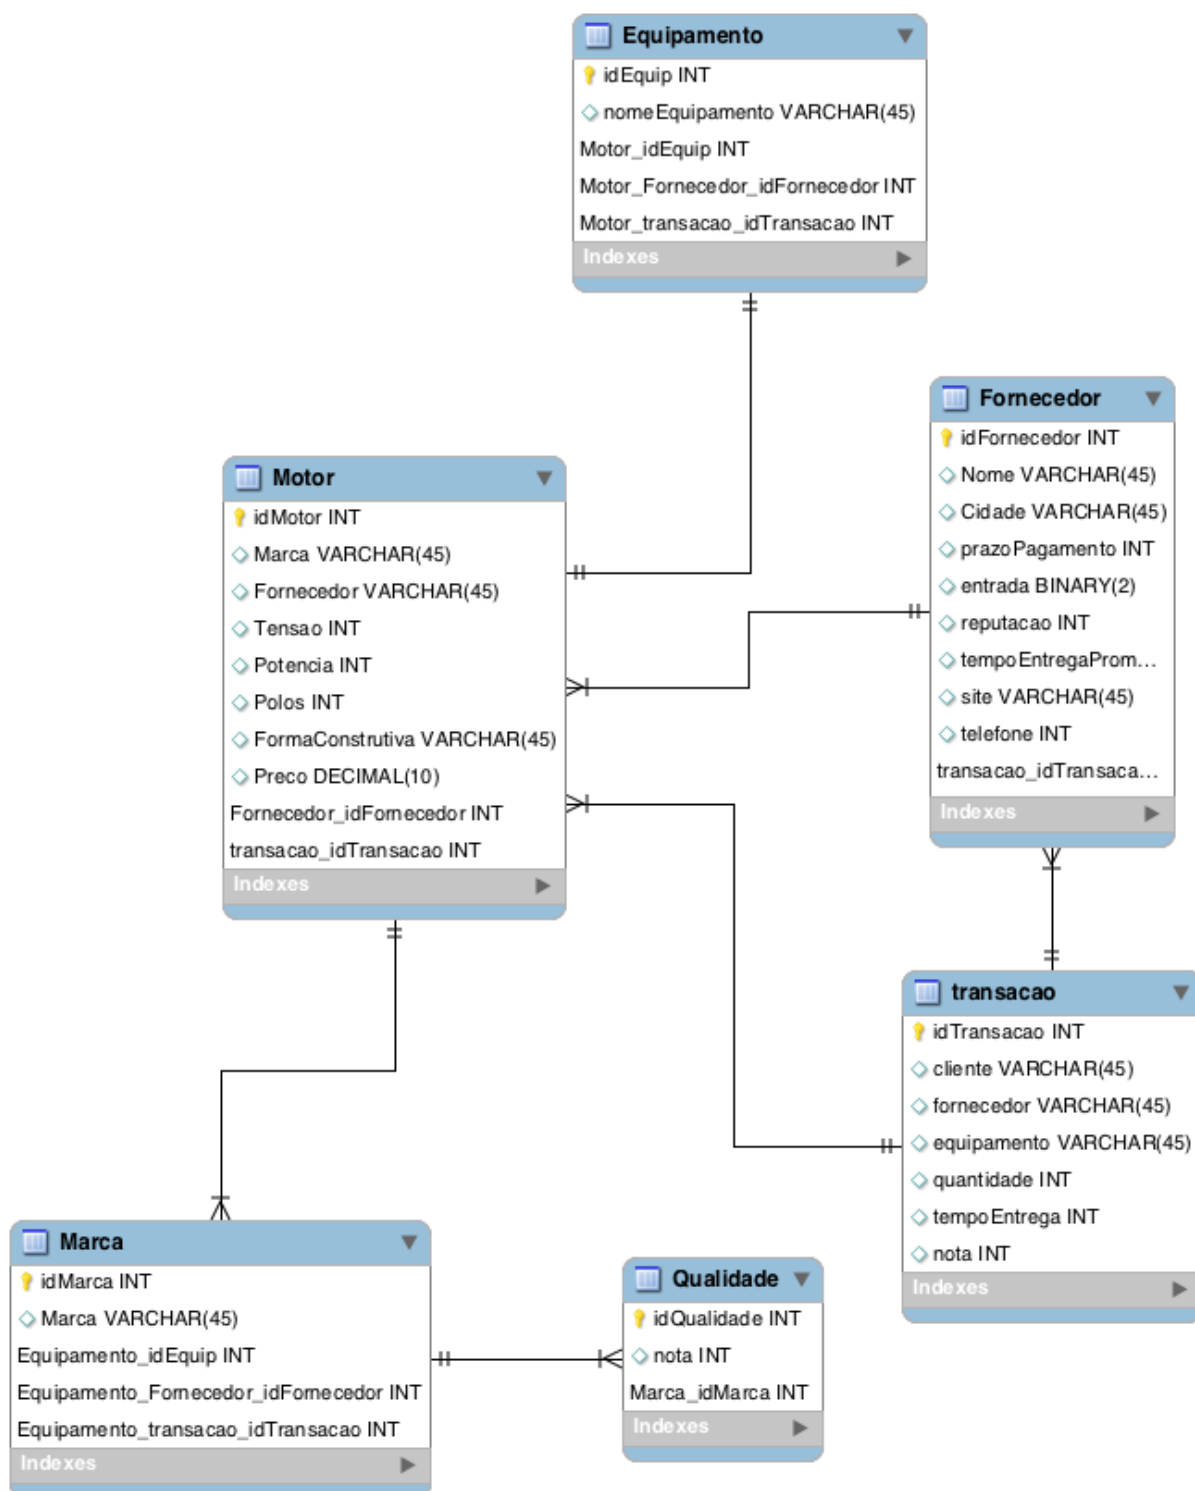 Equipamento
idEquip INT
nomeEquipamento VARCHAR(45)
Motor_idEquip INT
Motor_Fornecedor_idFornecedor INT
Motor_transacao_idTransacao INT
Indexes
Fornecedor
idFornecedor INT
Nome VARCHAR(45)
Cidade VARCHAR(45)
prazoPagamento INT
entrada BINARY(2)
reputacao INT
tempoEntregaProm...
site VARCHAR(45)
telefone INT
transacao_idTransaca...
Indexes
Motor
idMotor INT
Marca VARCHAR(45)
Fornecedor VARCHAR(45)
Tensao INT
Potencia INT
Polos INT
FormaConstrutiva VARCHAR(45)
Preco DECIMAL(10)
Fornecedor_idFornecedor INT
transacao_idTransacao INT
Indexes
transacao
idTransacao INT
cliente VARCHAR(45)
fornecedor VARCHAR(45)
equipamento VARCHAR(45)
quantidade INT
tempoEntrega INT
nota INT
Indexes
Marca
idMarca INT
Marca VARCHAR(45)
Equipamento_idEquip INT
Equipamento_Fornecedor_idFornecedor INT
Equipamento_transacao_idTransacao INT
Indexes
Qualidade
idQualidade INT
nota INT
Marca_idMarca INT
Indexes